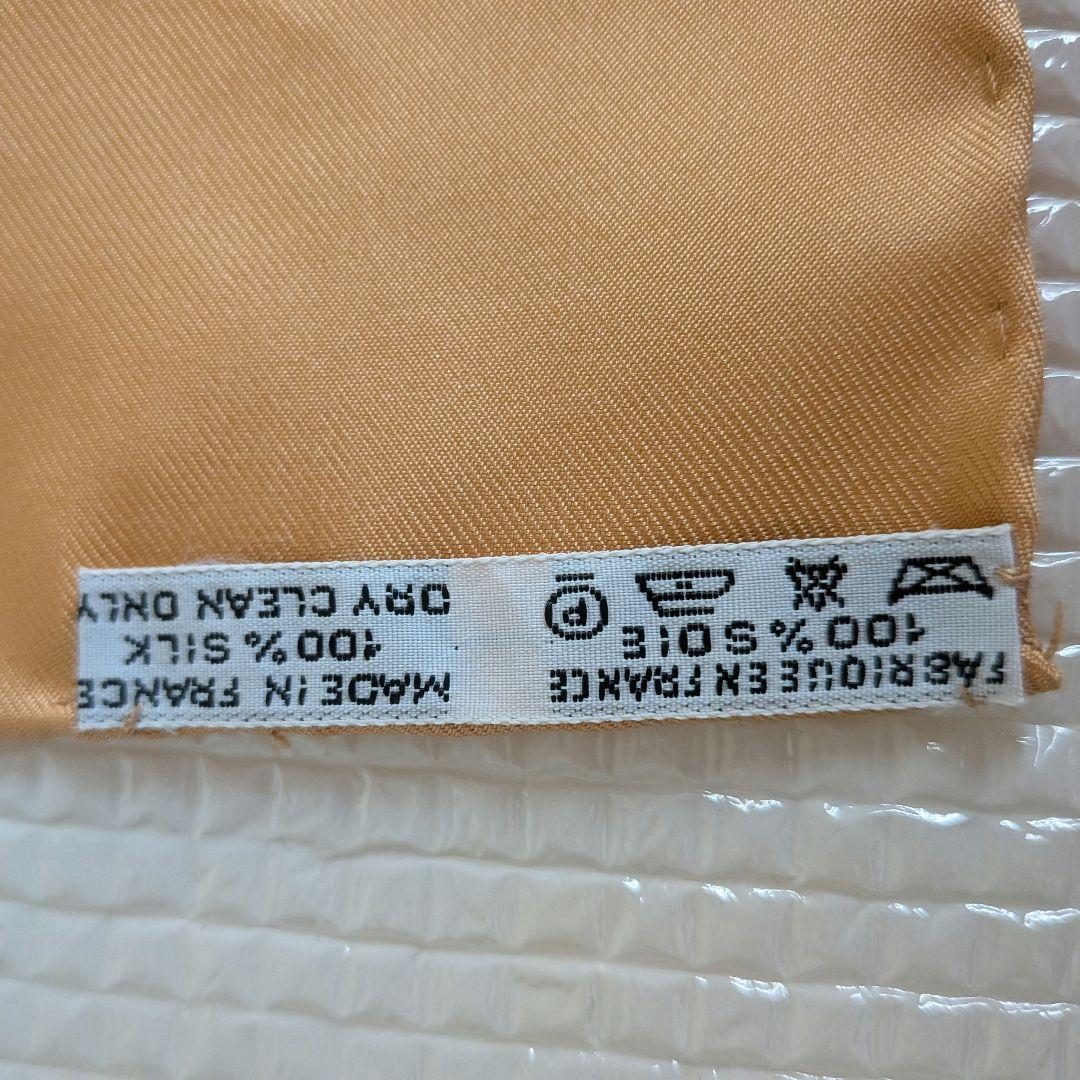 FABRIQUE EN FRANCE
100% SOIE
P
MADE IN FRANCE
100% SILK
DRY CLEAN ONLY